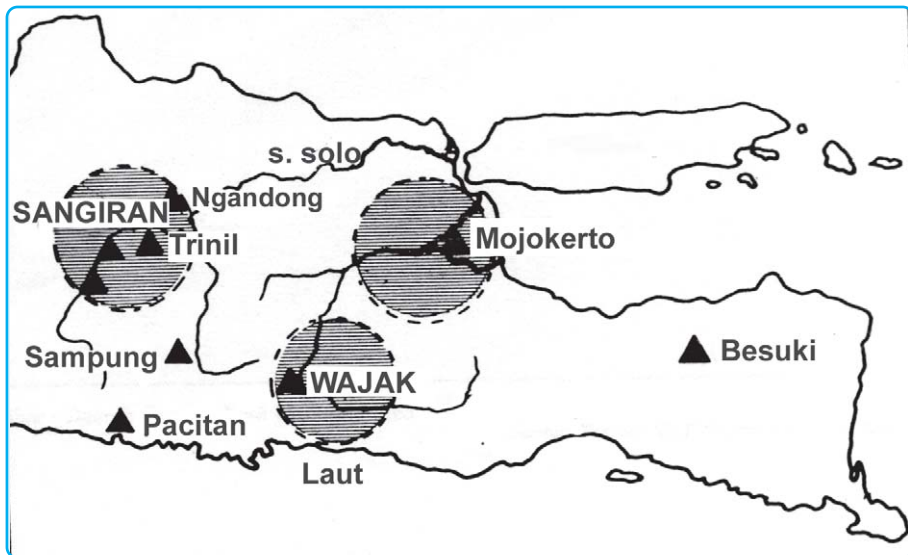 s. solo
Ngandong
SANGIRAN
Trinil
Mojokerto
Sampung
WAJAK
Besuki
Pacitan
Laut